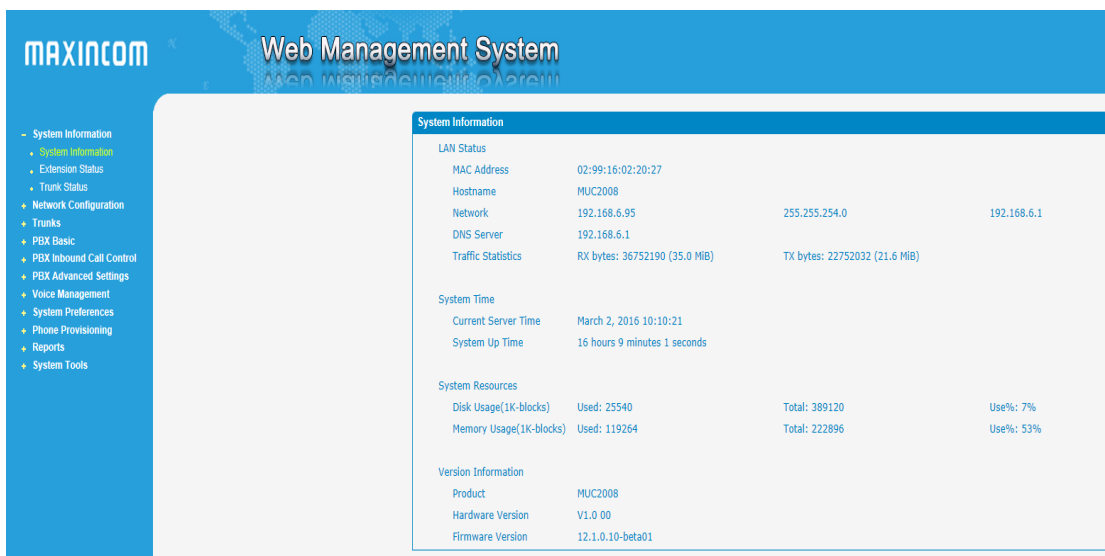 MAXINCOM
Web Management System
- System Information
System Information
Extension Status
Trunk Status
+ Network Configuration
+ Trunks
+ PBX Basic
+ PBX Inbound Call Control
+ PBX Advanced Settings
+ Voice Management
+ System Preferences
+ Phone Provisioning
+ Reports
+ System Tools
System Information
LAN Status
MAC Address 02:99:16:02:20:27
Hostname MUC2008
Network 192.168.6.95 255.255.254.0 192.168.6.1
DNS Server 192.168.6.1
Traffic Statistics RX bytes: 36752190 (35.0 MiB) TX bytes: 22752032 (21.6 MiB)
System Time
Current Server Time March 2, 2016 10:10:21
System Up Time 16 hours 9 minutes 1 seconds
System Resources
Disk Usage(1K-blocks) Used: 25540 Total: 389120 Use%: 7%
Memory Usage(1K-blocks) Used: 119264 Total: 222896 Use%: 53%
Version Information
Product MUC2008
Hardware Version V1.0 00
Firmware Version 12.1.0.10-beta01